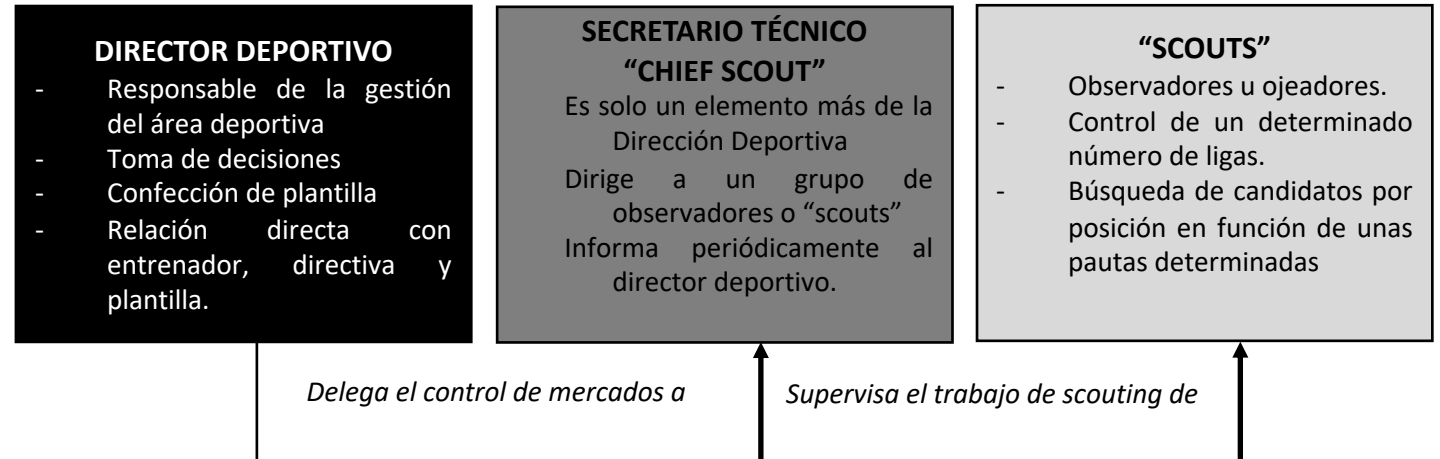 DIRECTOR DEPORTIVO
- Responsable de la gestión
del área deportiva
- Toma de decisiones
- Confección de plantilla
- Relación directa con
entrenador, directiva y
plantilla.
SECRETARIO TÉCNICO
“CHIEF SCOUT”
Es solo un elemento más de la
Dirección Deportiva
Dirige a un grupo de
observadores o “scouts”
Informa periódicamente al
director deportivo.
“SCOUTS”
- Observadores u ojeadores.
- Control de un determinado
número de ligas.
- Búsqueda de candidatos por
posición en función de unas
pautas determinadas
Delega el control de mercados a
Supervisa el trabajo de scouting de